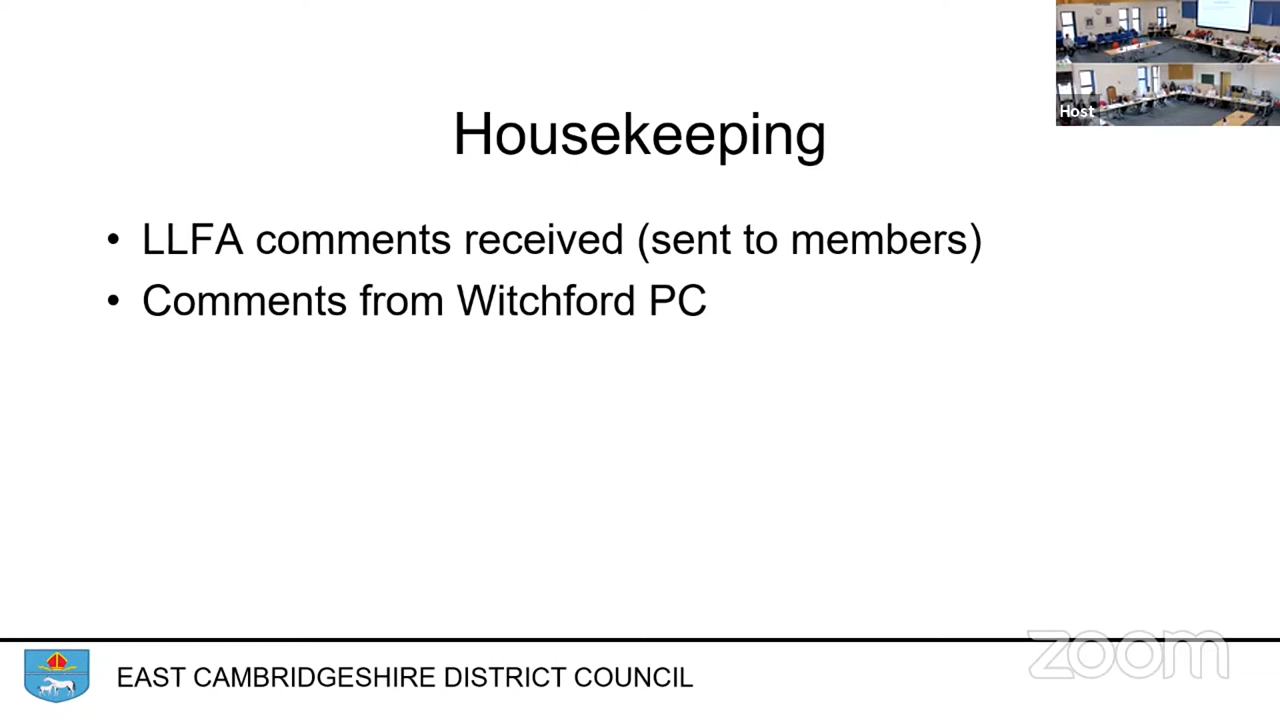 Host
Housekeeping
• LLFA comments received (sent to members)
• Comments from Witchford PC
EAST CAMBRIDGESHIRE DISTRICT COUNCIL
zoom